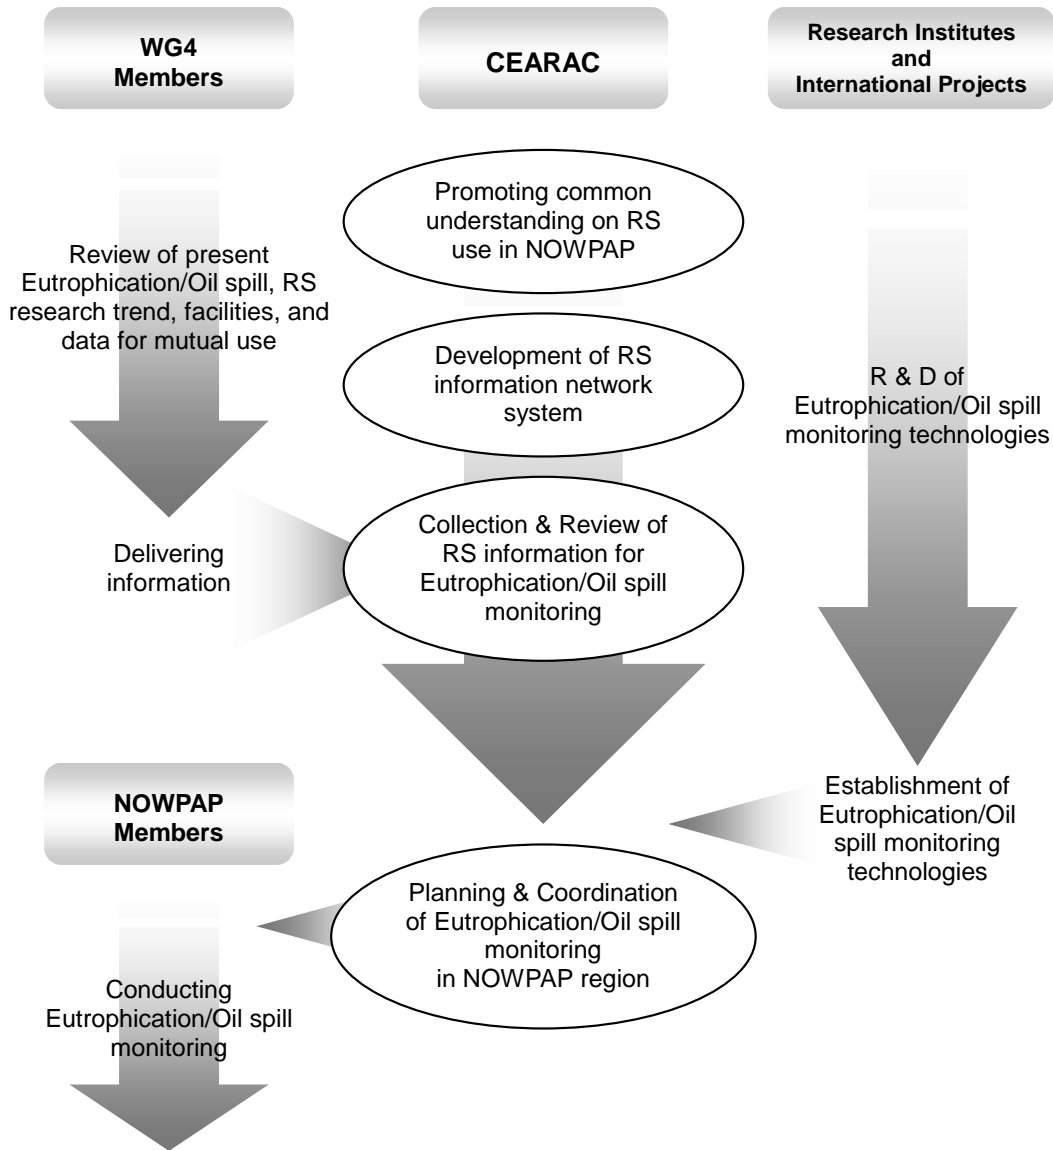 WG4
Members
CEARAC
Research Institutes
and
International Projects
Promoting common
understanding on RS
use in NOWPAP
Review of present
Eutrophication/Oil spill, RS
research trend, facilities, and
data for mutual use
Development of RS
information network
system
R & D of
Eutrophication/Oil spill
monitoring technologies
Collection & Review of
RS information for
Eutrophication/Oil spill
monitoring
Delivering
information
NOWPAP
Members
Establishment of
Eutrophication/Oil
spill monitoring
technologies
Planning & Coordination
of Eutrophication/Oil spill
monitoring
in NOWPAP region
Conducting
Eutrophication/Oil spill
monitoring